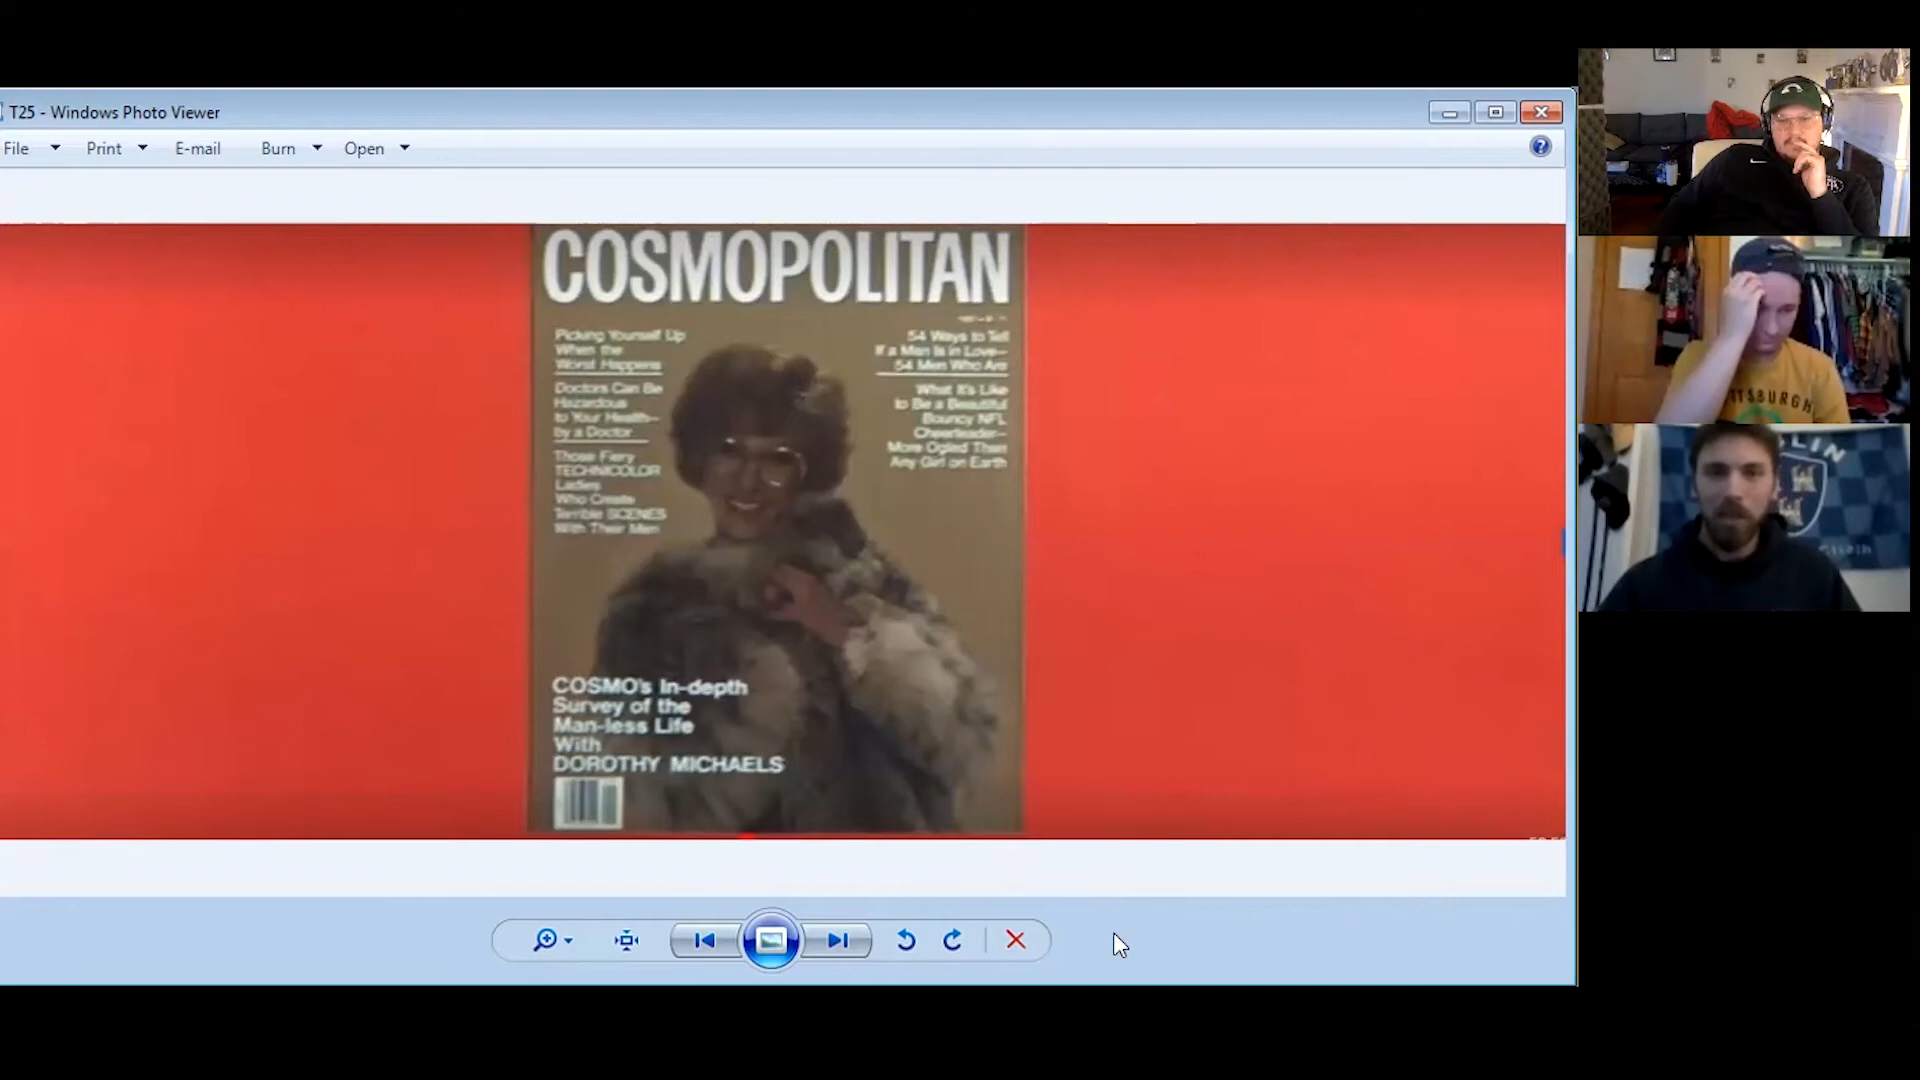 T25 - Windows Photo Viewer
File Print E-mail Burn Open
COSMOPOLITAN
Picking Yourself Up
When the
Worst Happens
Doctors Can Be
Hazardous
to Your Health—
by a Doctor
Those Fiery
TECHNICOLOR
Ladies
Who Create
Terrible SCENES
With Their Men
54 Ways to Tell
If a Man Is in Love—
54 Men Who Are
What It's Like
to Be a Beautiful
Bouncy NFL
Cheerleader—
More Ogled Than
Any Girl on Earth
COSMO's In-depth
Survey of the
Man-less Life
With
DOROTHY MICHAELS